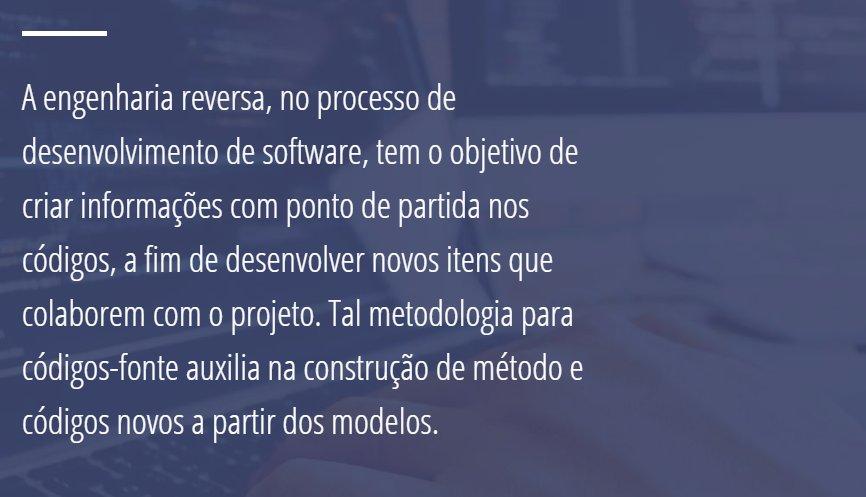 A engenharia reversa, no processo de
desenvolvimento de software, tem o objetivo de
criar informações com ponto de partida nos
códigos, a fim de desenvolver novos itens que
colaborem com o projeto. Tal metodologia para
códigos-fonte auxilia na construção de método e
códigos novos a partir dos modelos.